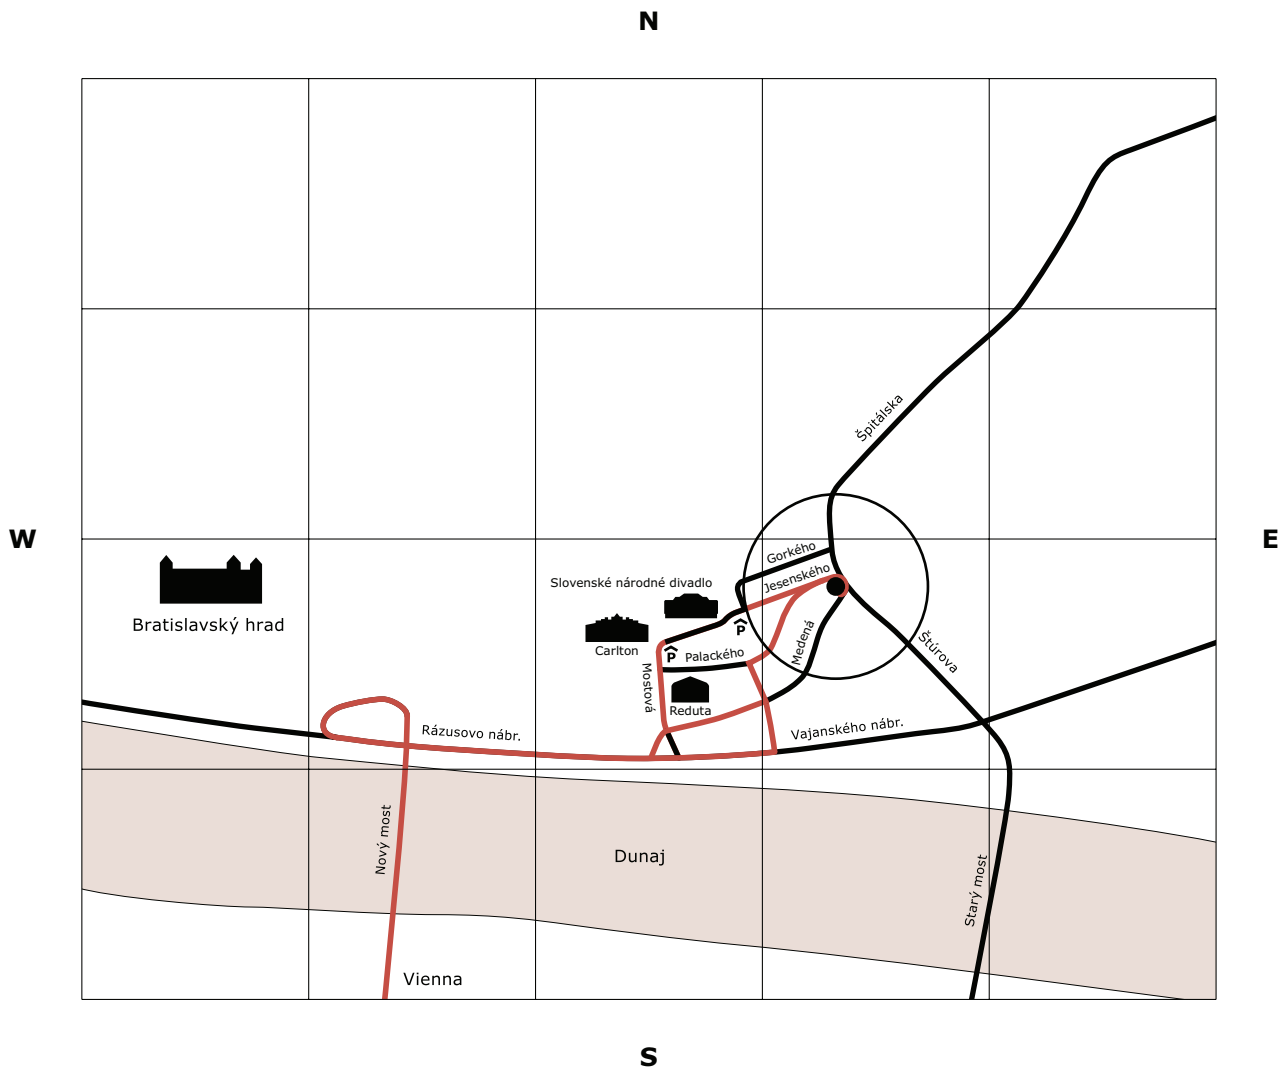 N
Špitálska
W
E
Gorkého
Jesenského
Slovenské národné divadlo
Bratislavský hrad
P
Carlton
P
Palackého
Medená
Štúrova
Mostová
Reduta
Rázusovo nábr.
Vajanského nábr.
Nový most
Dunaj
Starý most
Vienna
S